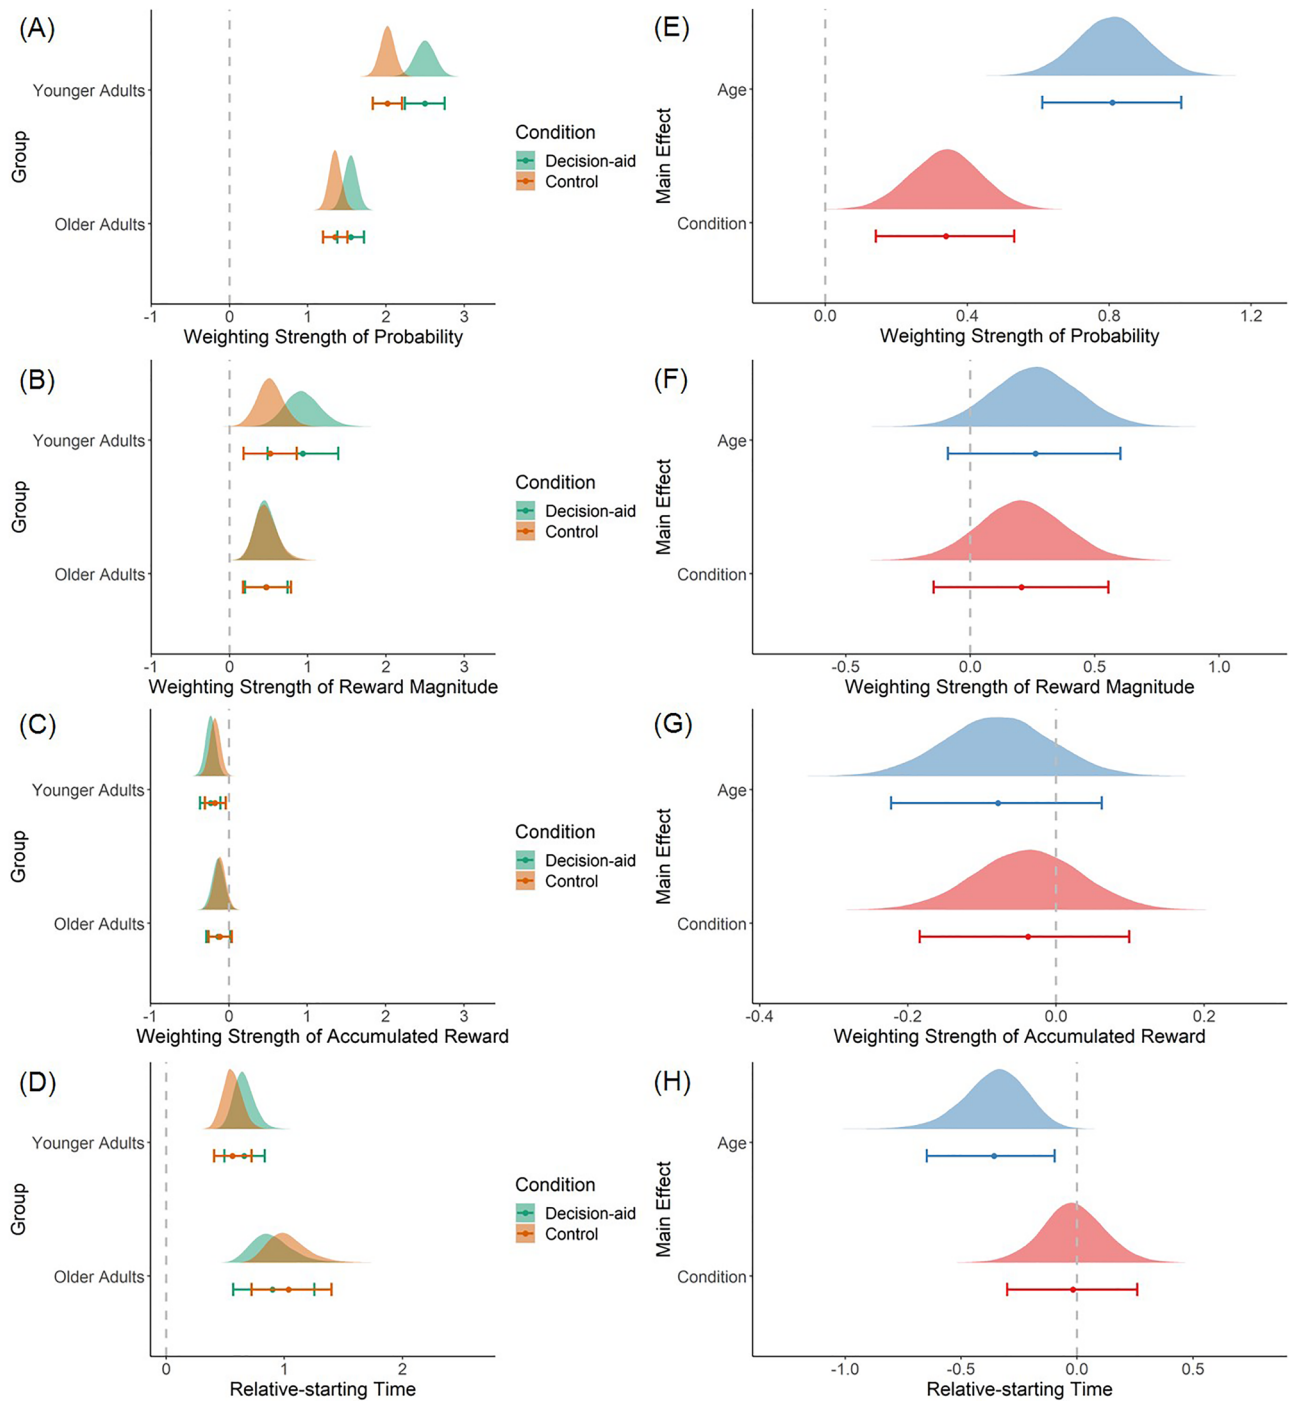 (A)
Group
Younger Adults
Older Adults
-1 0 1 2 3
Weighting Strength of Probability
Condition
Decision-aid
Control
(E)
Main Effect
Age
Condition
0.0 0.4 0.8 1.2
Weighting Strength of Probability
(B)
Group
Younger Adults
Older Adults
-1 0 1 2 3
Weighting Strength of Reward Magnitude
Condition
Decision-aid
Control
(F)
Main Effect
Age
Condition
-0.5 0.0 0.5 1.0
Weighting Strength of Reward Magnitude
(C)
Group
Younger Adults
Older Adults
-1 0 1 2 3
Weighting Strength of Accumulated Reward
Condition
Decision-aid
Control
(G)
Main Effect
Age
Condition
-0.4 -0.2 0.0 0.2
Weighting Strength of Accumulated Reward
(D)
Group
Younger Adults
Older Adults
0 1 2
Relative-starting Time
Condition
Decision-aid
Control
(H)
Main Effect
Age
Condition
-1.0 -0.5 0.0 0.5
Relative-starting Time